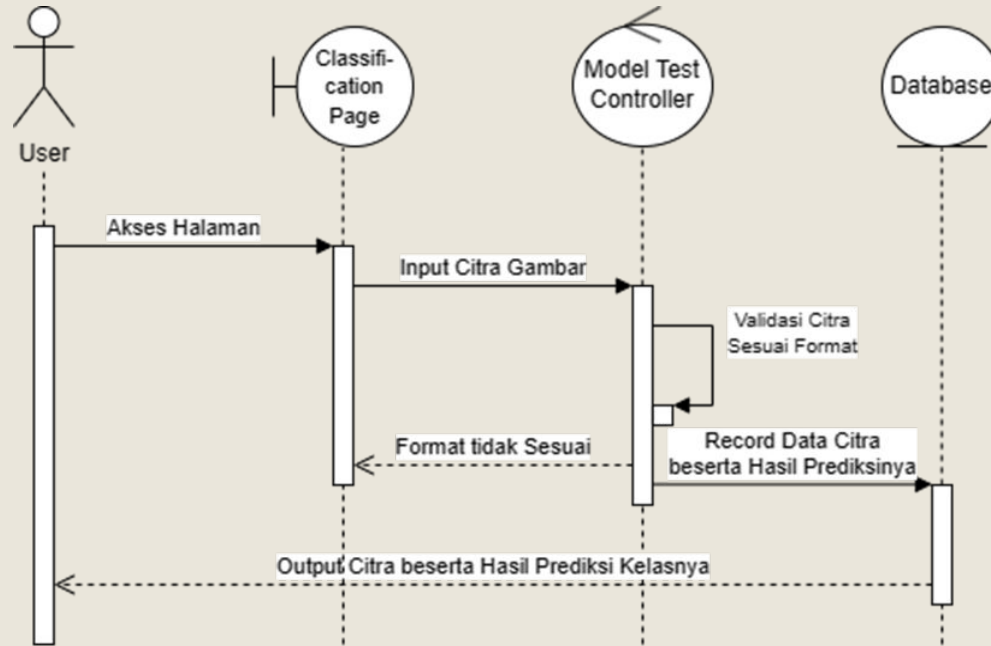 Classifi-
cation
Page
Model Test
Controller
Database
User
Akses Halaman
Input Citra Gambar
Validasi Citra
Sesuai Format
Format tidak Sesuai
Record Data Citra
beserta Hasil Prediksinya
Output Citra beserta Hasil Prediksi Kelasnya